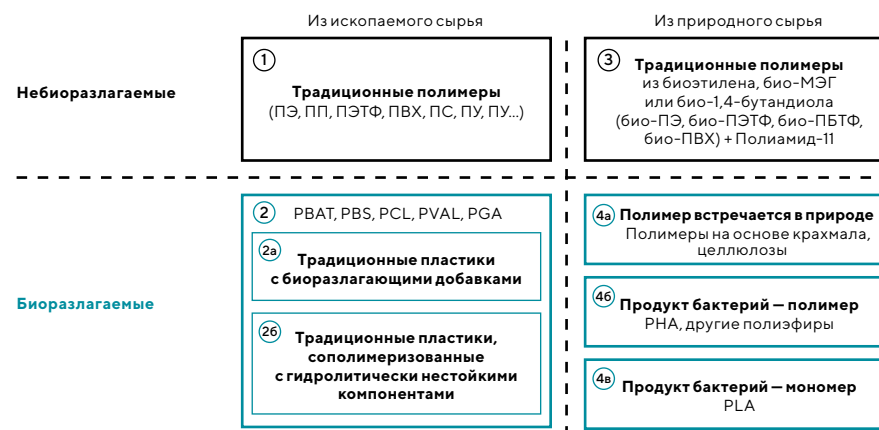 Из ископаемого сырья
Из природного сырья
Небиоразлагаемые
1
Традиционные полимеры
(ПЭ, ПП, ПЭТФ, ПВХ, ПС, ПУ, ПУ...)
3
Традиционные полимеры
из биоэтилена, био-МЭГ
или био-1,4-бутандиола
(био-ПЭ, био-ПЭТФ, био-ПБТФ,
био-ПВХ) + Полиамид-11
Биоразлагаемые
2 PBAT, PBS, PCL, PVAL, PGA
2а
Традиционные пластики
с биоразлагающими добавками
2б
Традиционные пластики,
сополимеризованные
с гидролитически нестойкими
компонентами
4а Полимер встречается в природе
Полимеры на основе крахмала,
целлюлозы
4б
Продукт бактерий — полимер
PHA, другие полиэфиры
4в
Продукт бактерий — мономер
PLA